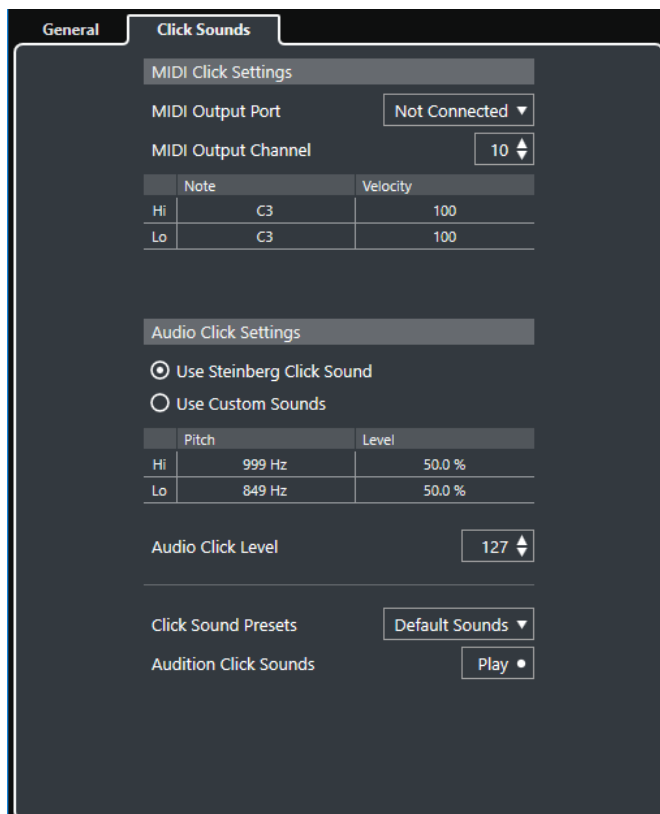 General Click Sounds
MIDI Click Settings
MIDI Output Port Not Connected
MIDI Output Channel 10
Note Velocity
Hi C3 100
Lo C3 100
Audio Click Settings
Use Steinberg Click Sound
Use Custom Sounds
Pitch Level
Hi 999 Hz 50.0 %
Lo 849 Hz 50.0 %
Audio Click Level 127
Click Sound Presets Default Sounds
Audition Click Sounds Play